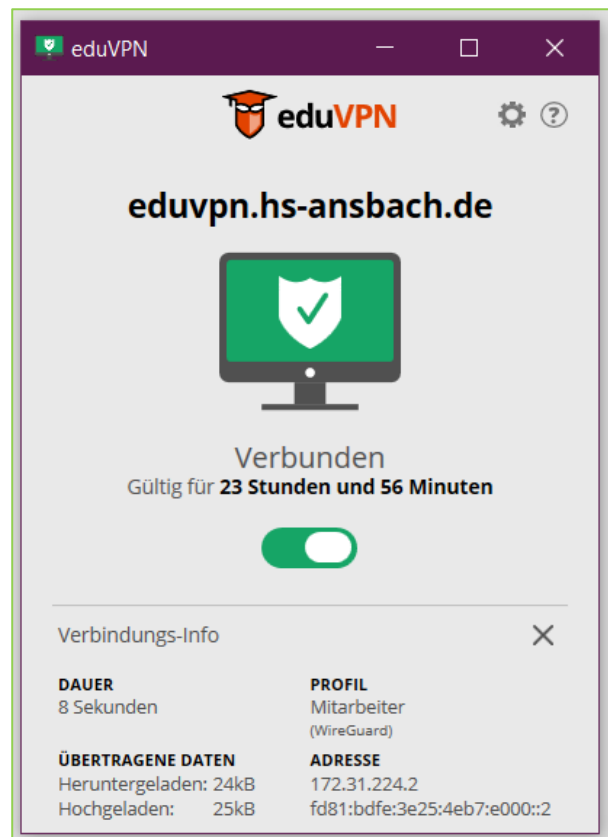 eduVPN
eduVPN
eduvpn.hs-ansbach.de
Verbunden
Gültig für 23 Stunden und 56 Minuten
Verbindungs-Info
DAUER
8 Sekunden
PROFIL
Mitarbeiter
(WireGuard)
ÜBERTRAGENE DATEN
Heruntergeladen: 24kB
Hochgeladen: 25kB
ADRESSE
172.31.224.2
fd81:bdfe:3e25:4eb7:e000::2